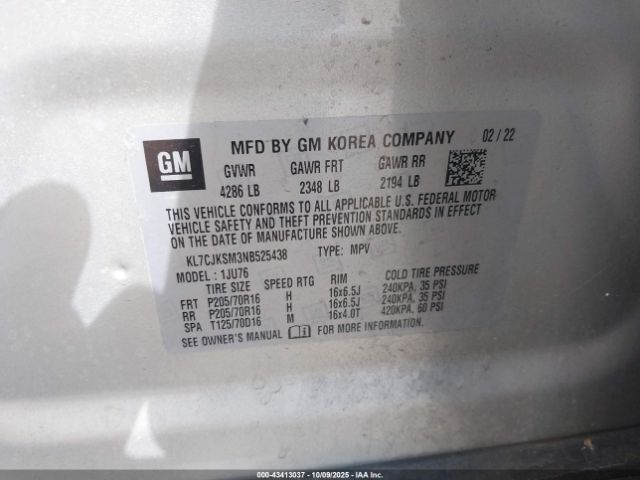 GM
MFD BY GM KOREA COMPANY 02 / 22
GVWR GAWR FRT GAWR RR
4286 LB 2348 LB 2194 LB
THIS VEHICLE CONFORMS TO ALL APPLICABLE U.S. FEDERAL MOTOR
VEHICLE SAFETY AND THEFT PREVENTION STANDARDS IN EFFECT
ON THE DATE OF MANUFACTURE SHOWN ABOVE.
KL7CJKSM3NB525438 TYPE: MPV
MODEL : 1JU76
TIRE SIZE SPEED RTG RIM COLD TIRE PRESSURE
FRT P205/70R16 H 16x6.5J 240KPA, 35 PSI
RR P205/70R16 H 16x6.5J 240KPA, 35 PSI
SPA T125/70D16 M 16x4.0T 420KPA, 60 PSI
SEE OWNER'S MANUAL FOR MORE INFORMATION.
000-43413037 - 10/09/2025 - IAA Inc.